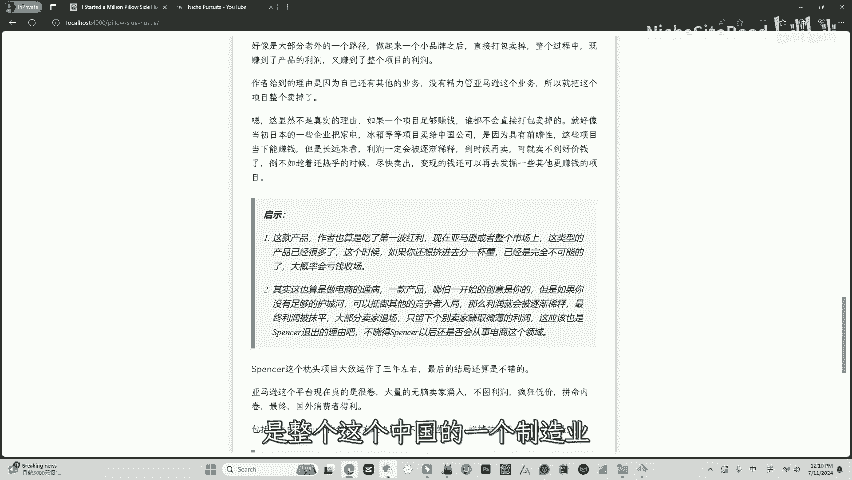 InPrivate
I Started a Million Pillow Side H
Niche Pursuits - YouTube
localhost:4000/pillow-side-hustle/
NicheSiteRoad
好像是大部分老外的一个路径，做起来一个小品牌之后，直接打包卖掉，整个过程中，既
赚到了产品的利润，又赚到了整个项目的利润。
作者给到的理由是因为自己还有其他的业务，没有精力管亚马逊这个业务，所以就把这个
项目整个卖掉了。
嗯，这显然不是真实的理由，如果一个项目足够赚钱，谁都不会直接打包卖掉的。就好像
当初日本的一些企业把家电，冰箱等等项目卖给中国公司，是因为具有前瞻性，这些项目
当下能赚钱，但是长远来看，利润一定会被逐渐稀释，到时候再卖，可就卖不到好价钱
了，倒不如趁着还热乎的时候，尽快卖出，变现的钱还可以再去发掘一些其他更赚钱的项
目。
启示：
1. 这款产品，作者也算是吃了第一波红利，现在亚马逊或者整个市场上，这类型的
产品已经很多了，这个时候，如果你还想挤进去分一杯羹，已经是完全不可能的
了，大概率会亏钱收场。
2. 其实这也算是做电商的通病，一款产品，哪怕一开始的创意是你的，但是如果你
没有足够的护城河，可以抵御其他的竞争者入局，那么利润就会被逐渐稀释，最
终利润被抹平，大部分卖家退场，只留下个别卖家赚取微薄的利润，这应该也是
Spencer退出的理由吧，不晓得Spencer以后还是否会从事电商这个领域。
Spencer这个枕头项目大致运作了三年左右，最后的结局还算是不错的。
亚马逊这个平台现在真的是很卷，大量的无脑卖家涌入，不图利润，疯狂低价，拼命内
卷，最终，国外消费者得利。
是整个这个中国的一个制造业
Breaking news
Search
12:10 PM
7/11/2024